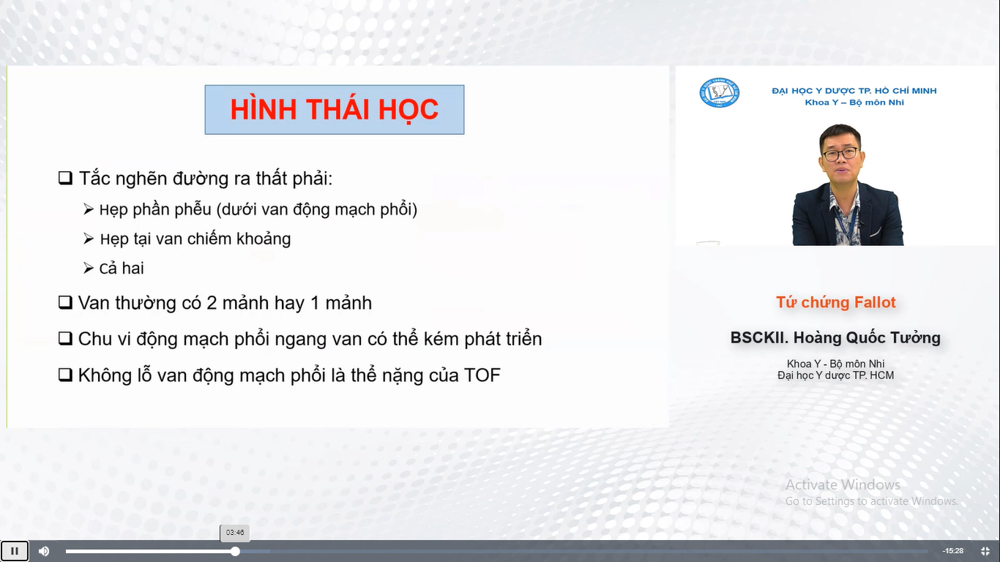 HÌNH THÁI HỌC
Tắc nghẽn đường ra thất phải:
Hẹp phần phễu (dưới van động mạch phổi)
Hẹp tại van chiếm khoảng
Cả hai
Van thường có 2 mảnh hay 1 mảnh
Chu vi động mạch phổi ngang van có thể kém phát triển
Không lỗ van động mạch phổi là thể nặng của TOF
ĐẠI HỌC Y DƯỢC TP. HỒ CHÍ MINH
Khoa Y – Bộ môn Nhi
Tứ chứng Fallot
BSCKII. Hoàng Quốc Tưởng
Khoa Y - Bộ môn Nhi
Đại học Y dược TP. HCM
Activate Windows
Go to Settings to activate Windows.
03:46
-15:28